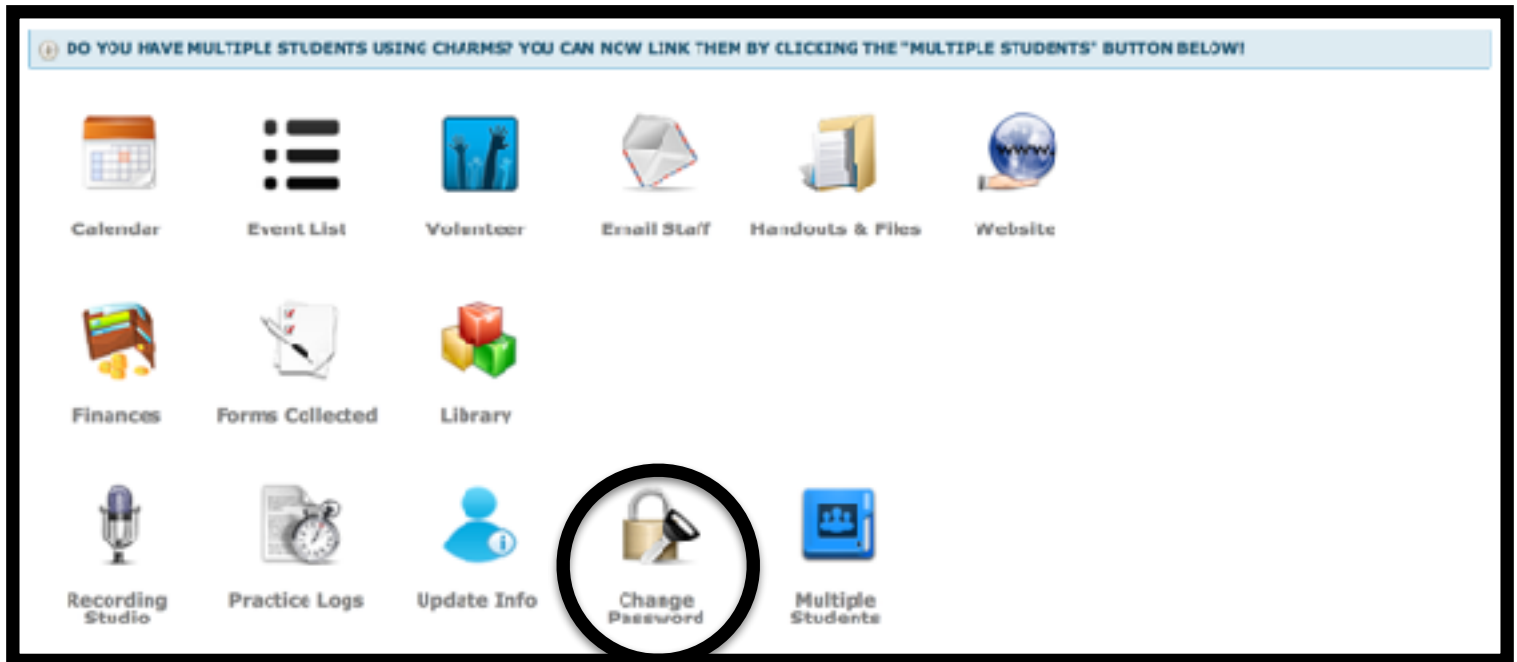 DO YOU HAVE MULTIPLE STUDENTS USING CHARMS? YOU CAN NOW LINK THEM BY CLICKING THE "MULTIPLE STUDENTS" BUTTON BELOW!
www.
Calendar Event List Volunteer Email Staff Handouts & Files Website
Finances Forms Collected Library
Recording Practice Logs Update Info Change Multiple
Studio Password Students